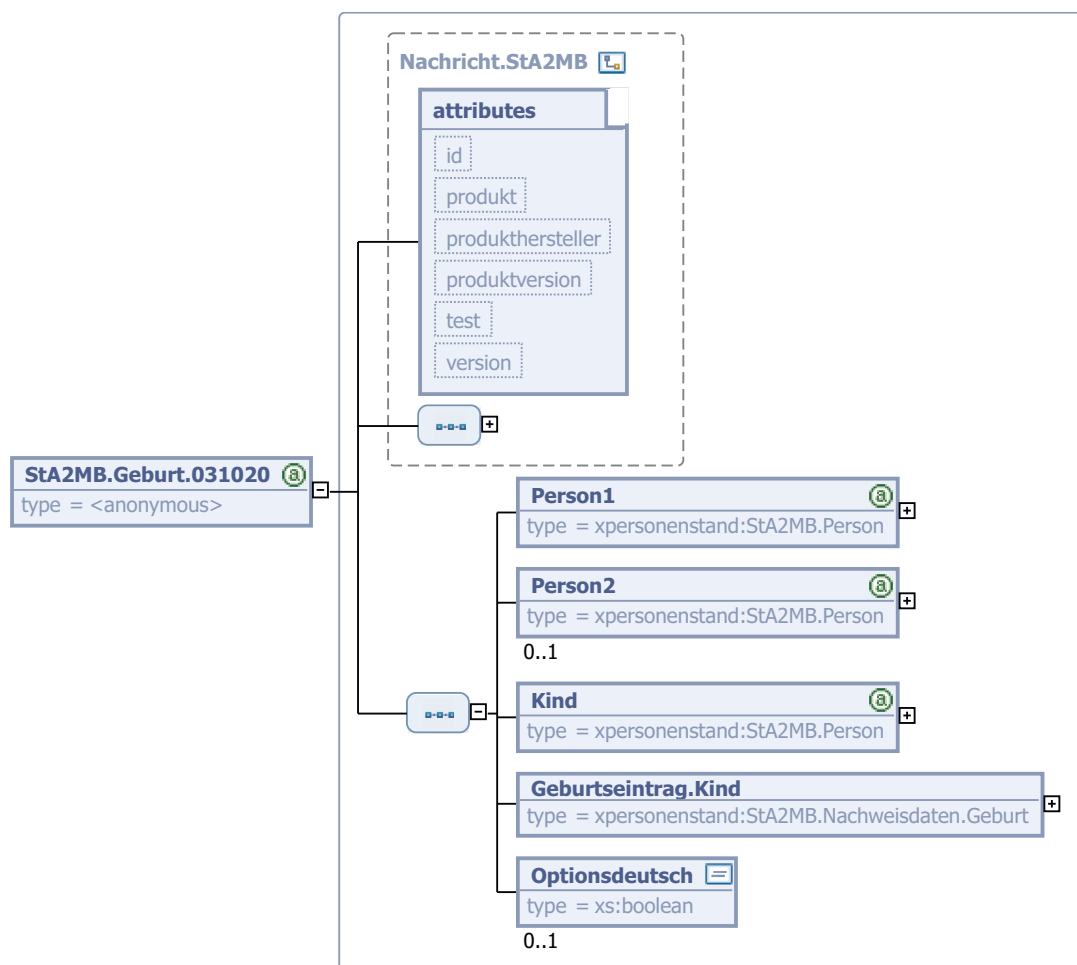 Nachricht.StA2MB
attributes
id
produkt
produkthersteller
produktversion
test
version
StA2MB.Geburt.031020
type = <anonymous>
Person1
type = xpersonenstand:StA2MB.Person
Person2
type = xpersonenstand:StA2MB.Person
0..1
Kind
type = xpersonenstand:StA2MB.Person
Geburtseintrag.Kind
type = xpersonenstand:StA2MB.Nachweisdaten.Geburt
Optionsdeutsch
type = xs:boolean
0..1